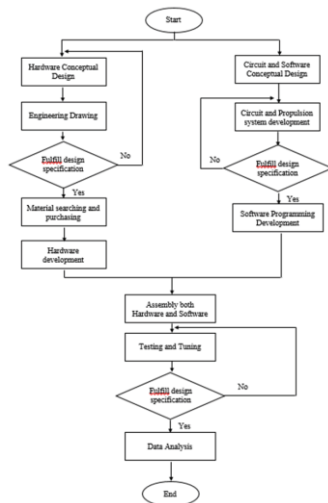 Start
Hardware Conceptual
Design
Engineering Drawing
Fulfill design
specification
No
Yes
Material searching and
purchasing
Hardware
development
Circuit and Software
Conceptual Design
Circuit and Propulsion
system development
Fulfill design
specification
No
Yes
Software Programming
Development
Assembly both
Hardware and Software
Testing and Tuning
Fulfill design
specification
No
Yes
Data Analysis
End